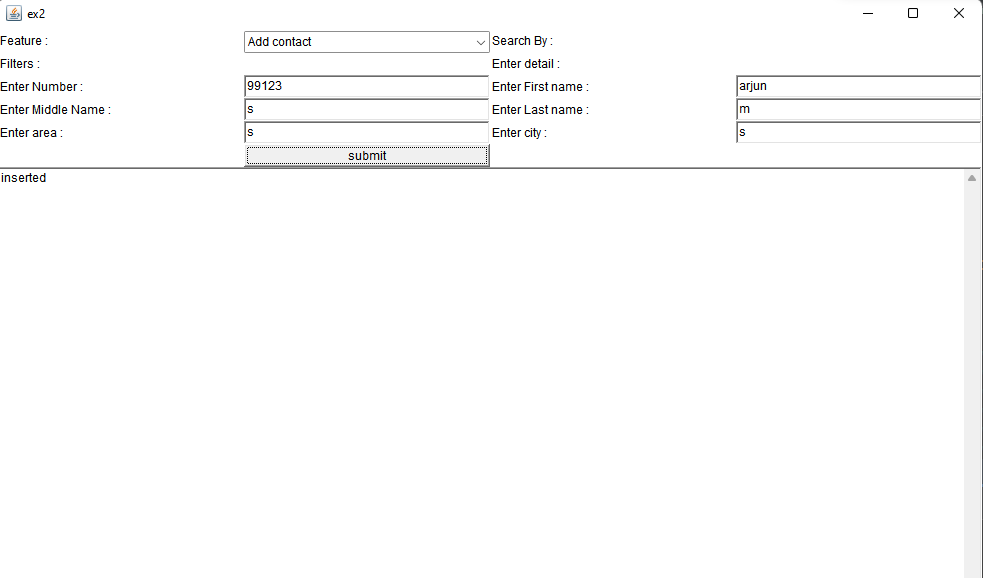 ex2
Feature : Add contact Search By :
Filters : Enter detail :
Enter Number : 99123 Enter First name : arjun
Enter Middle Name : s Enter Last name : m
Enter area : s Enter city : s
submit
inserted